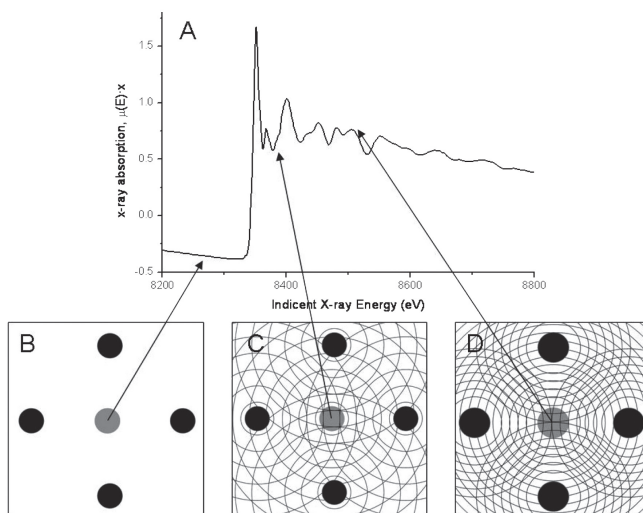 A
x-ray absorption, μ(E)·x
1.5
1.0
0.5
0.0
-0.5
8200
8400
8600
8800
Indicent X-ray Energy (eV)
B
C
D